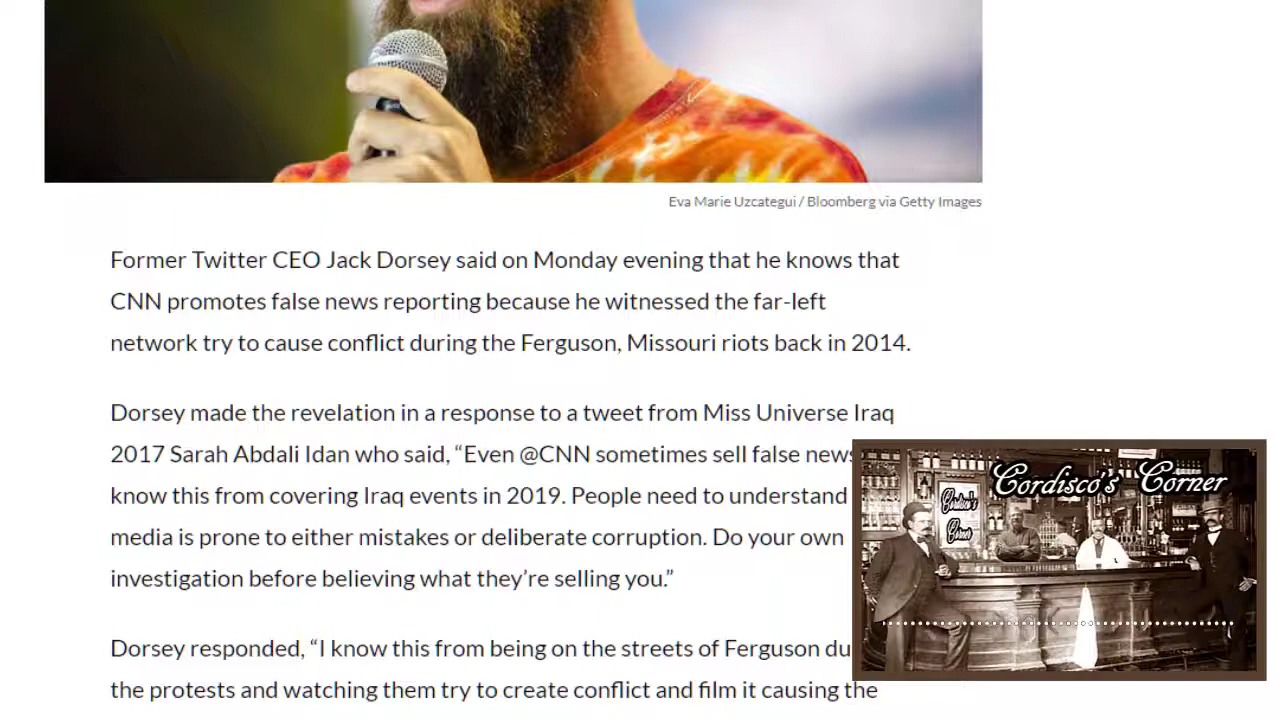 Eva Marie Uzcategui / Bloomberg via Getty Images
Former Twitter CEO Jack Dorsey said on Monday evening that he knows that
CNN promotes false news reporting because he witnessed the far-left
network try to cause conflict during the Ferguson, Missouri riots back in 2014.
Dorsey made the revelation in a response to a tweet from Miss Universe Iraq
2017 Sarah Abdali Idan who said, “Even @CNN sometimes sell false news
know this from covering Iraq events in 2019. People need to understand
media is prone to either mistakes or deliberate corruption. Do your own
investigation before believing what they’re selling you.”
Dorsey responded, “I know this from being on the streets of Ferguson du
the protests and watching them try to create conflict and film it causing the
Cordisco's Corner
Cordisco's
Corner